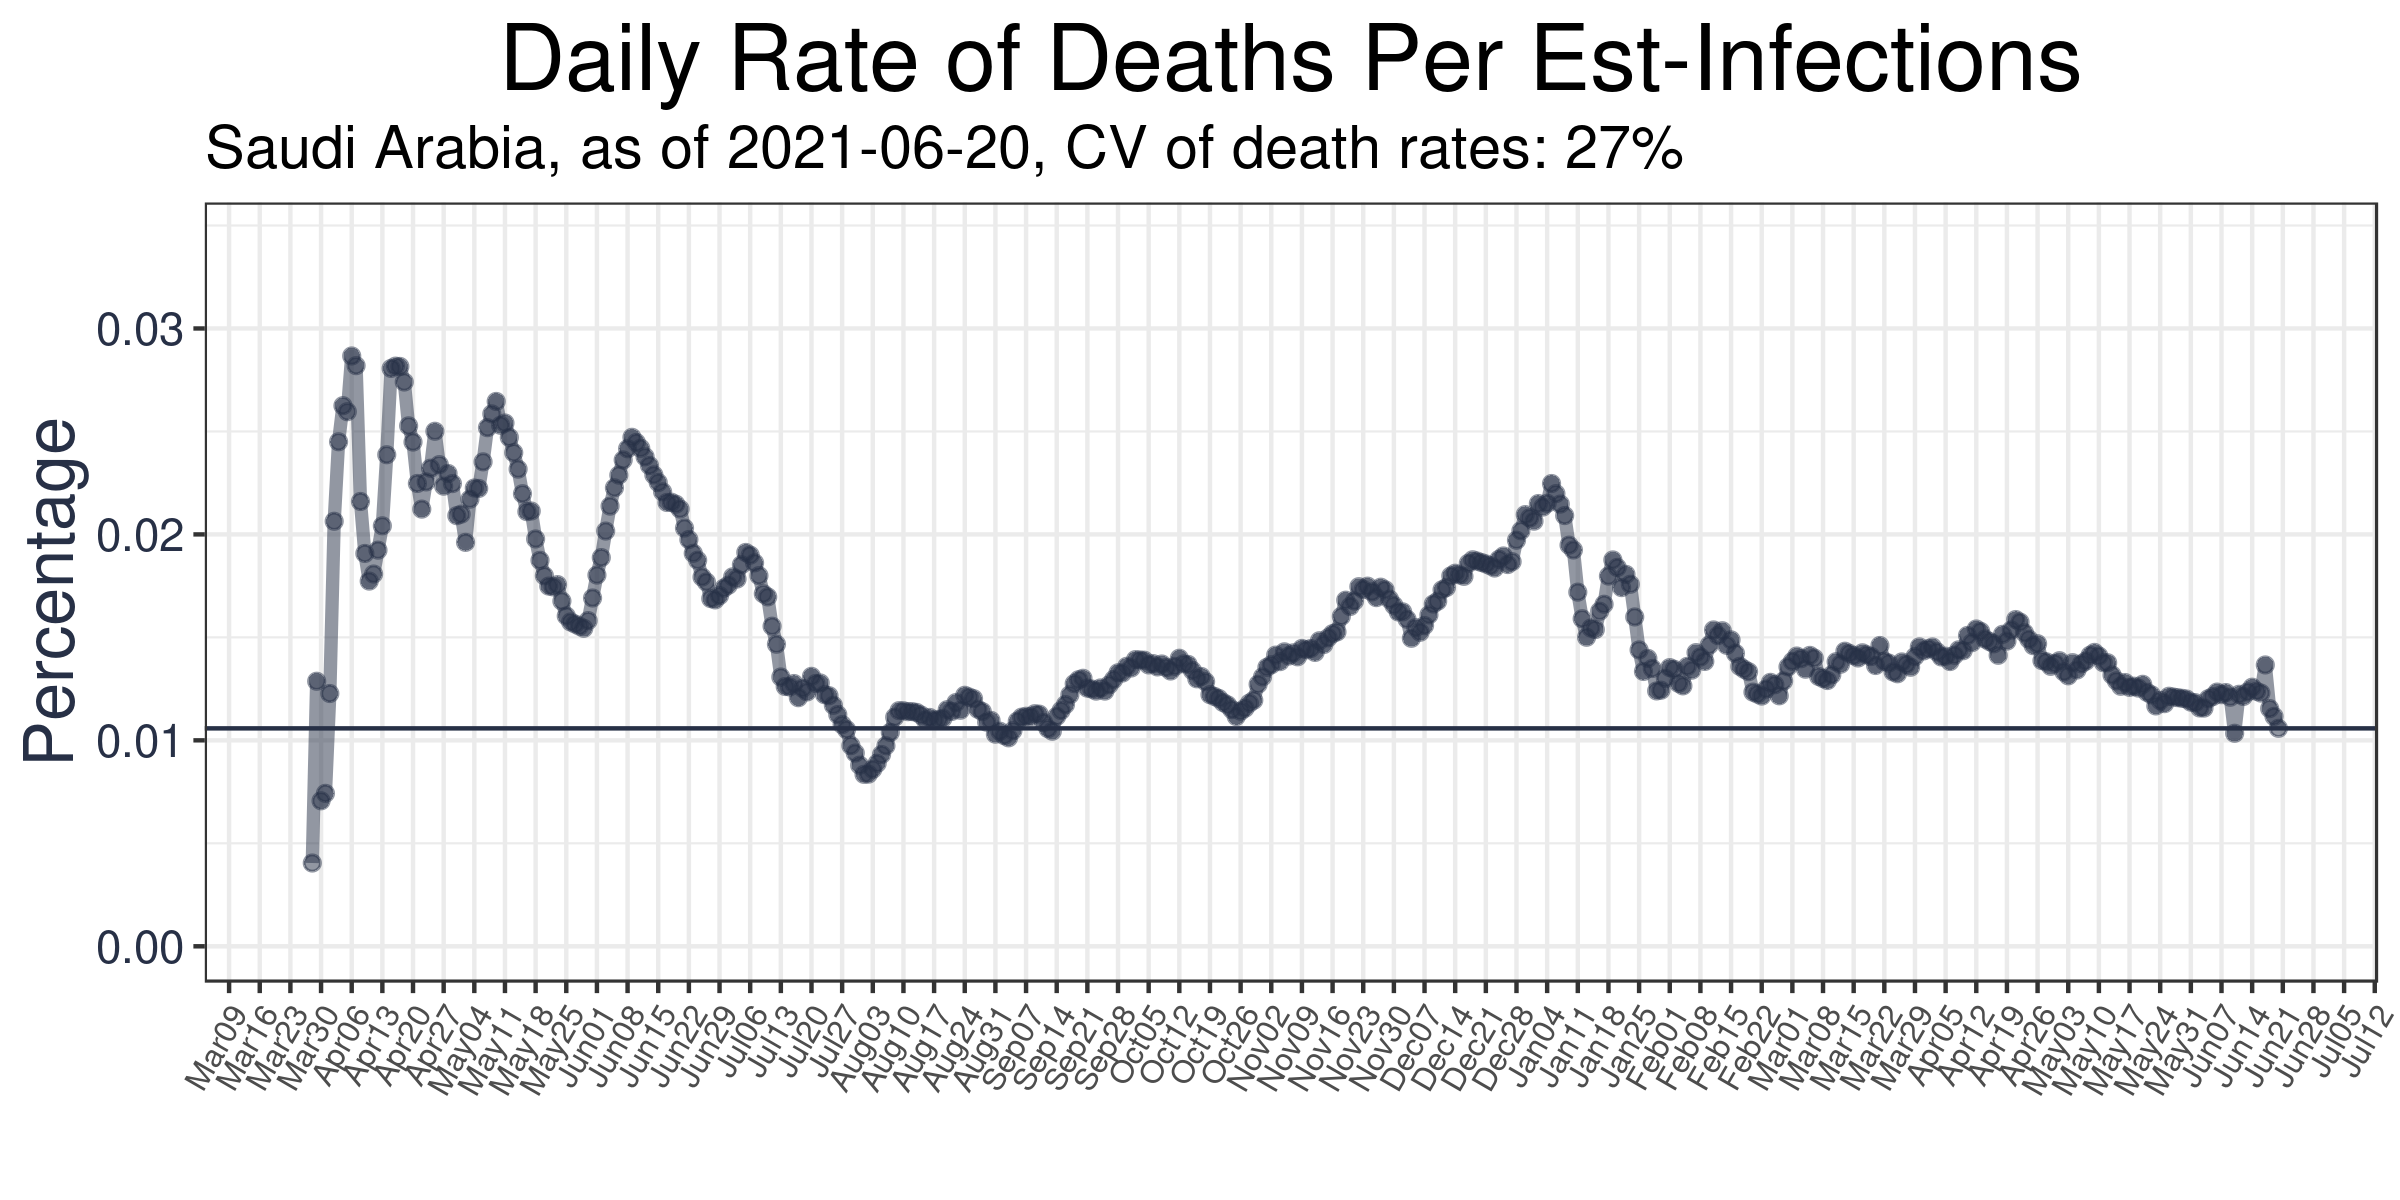 Daily Rate of Deaths Per Est-Infections
Saudi Arabia, as of 2021-06-20, CV of death rates: 27%
Percentage
0.03
0.02
0.01
0.00
Mar09
Mar16
Mar23
Mar30
Apr06
Apr13
Apr20
Apr27
May04
May11
May18
May25
Jun01
Jun08
Jun15
Jun22
Jun29
Jul06
Jul13
Jul20
Jul27
Aug03
Aug10
Aug17
Aug24
Aug31
Sep07
Sep14
Sep21
Sep28
Oct05
Oct12
Oct19
Oct26
Nov02
Nov09
Nov16
Nov23
Nov30
Dec07
Dec14
Dec21
Dec28
Jan04
Jan11
Jan18
Jan25
Feb01
Feb08
Feb15
Feb22
Mar01
Mar08
Mar15
Mar22
Mar29
Apr05
Apr12
Apr19
Apr26
May03
May10
May17
May24
May31
Jun07
Jun14
Jun21
Jun28
Jul05
Jul12